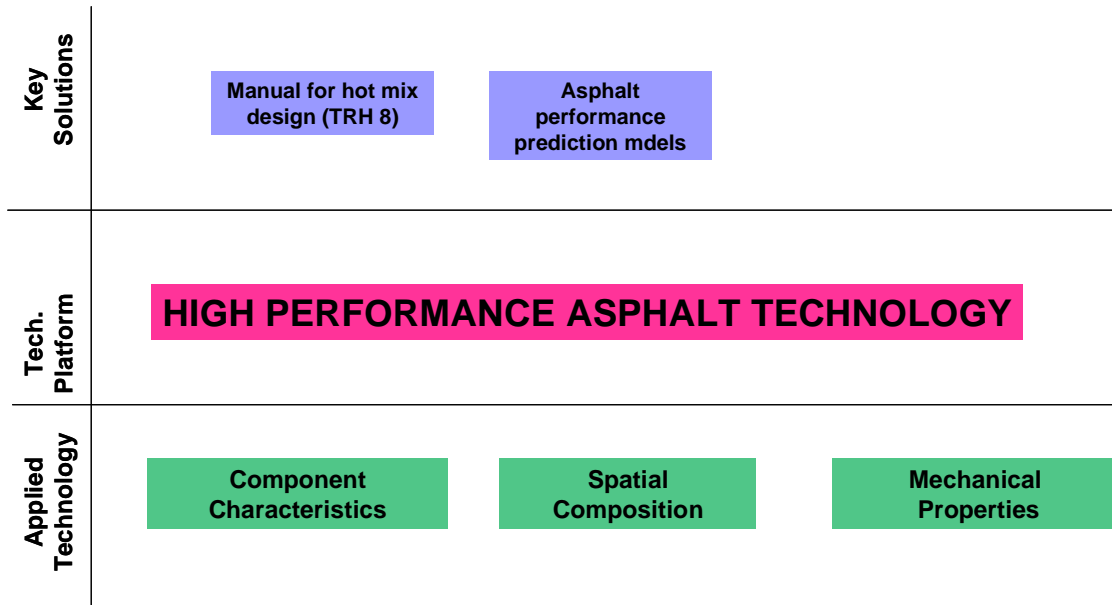 Key
Solutions
Manual for hot mix
design (TRH 8)
Asphalt
performance
prediction mdels
Tech.
Platform
HIGH PERFORMANCE ASPHALT TECHNOLOGY
Applied
Technology
Component
Characteristics
Spatial
Composition
Mechanical
Properties